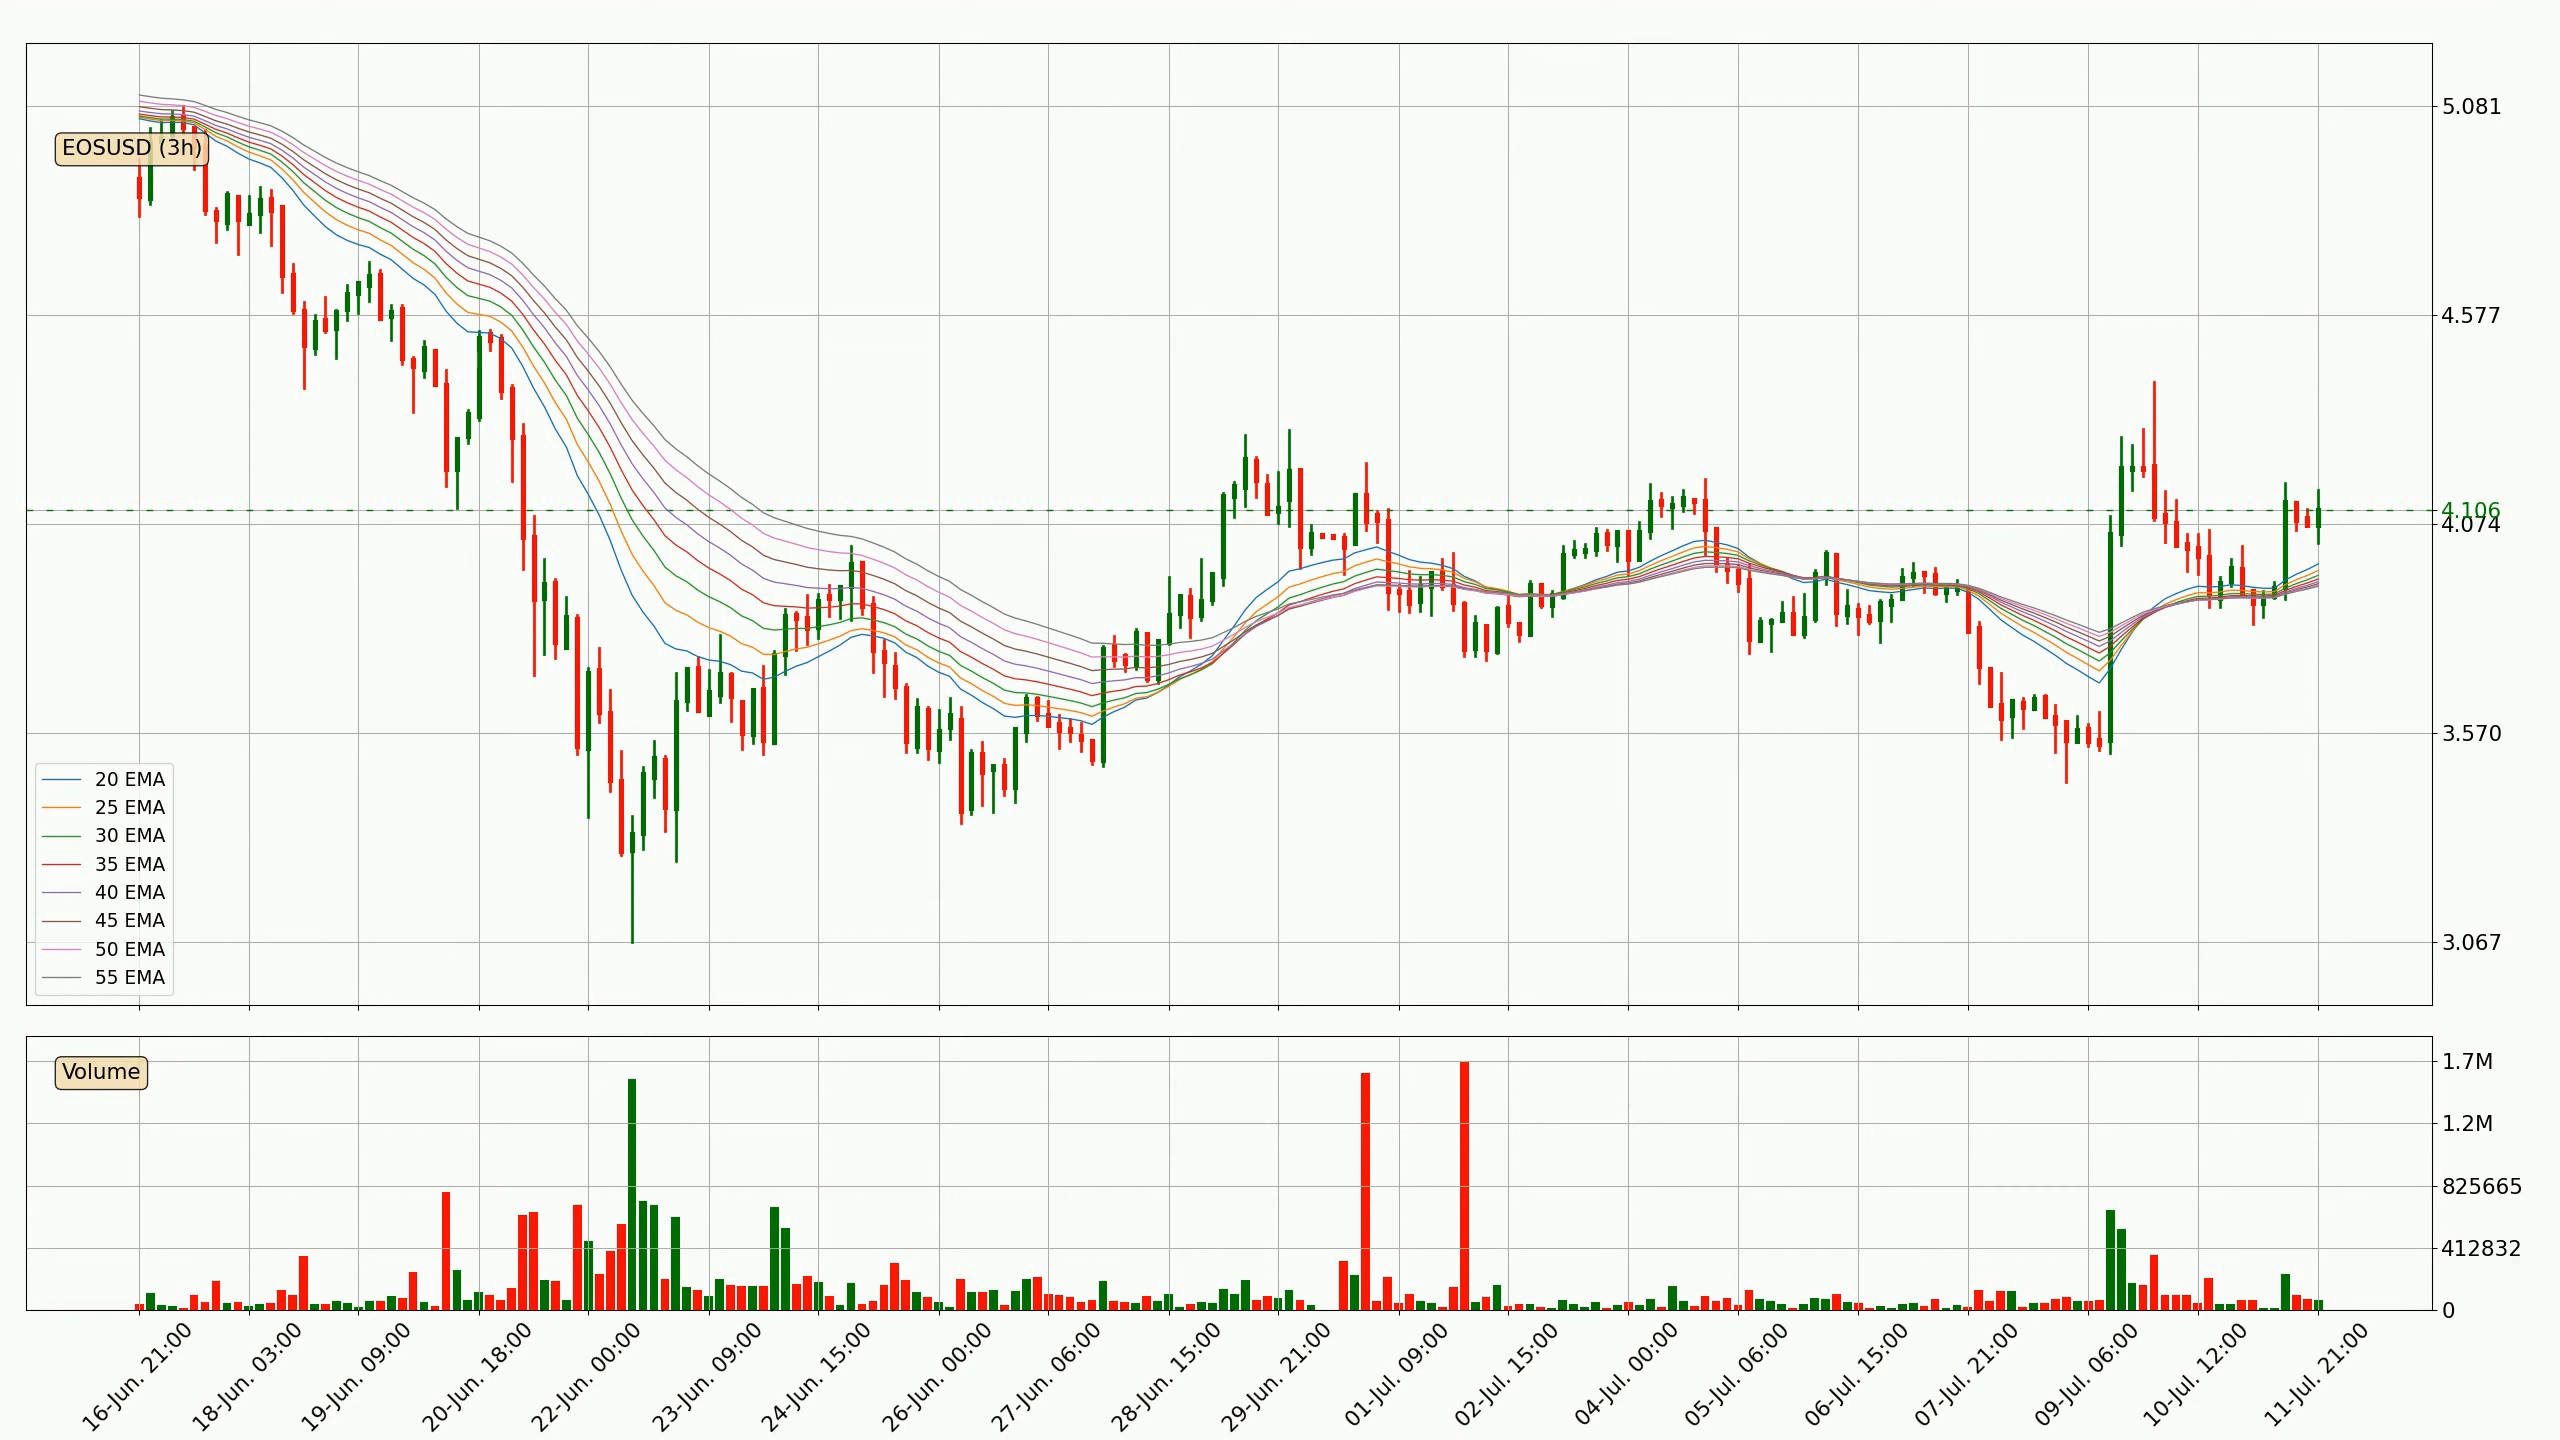 EOSUSD (3h)
5.081
4.577
4.106
4.074
3.570
3.067
20 EMA
25 EMA
30 EMA
35 EMA
40 EMA
45 EMA
50 EMA
55 EMA
Volume
1.7M
1.2M
825665
412832
0
16-Jun. 21:00
18-Jun. 03:00
19-Jun. 09:00
20-Jun. 18:00
22-Jun. 00:00
23-Jun. 09:00
24-Jun. 15:00
26-Jun. 00:00
27-Jun. 06:00
28-Jun. 15:00
29-Jun. 21:00
01-Jul. 09:00
02-Jul. 15:00
04-Jul. 00:00
05-Jul. 06:00
06-Jul. 15:00
07-Jul. 21:00
09-Jul. 06:00
10-Jul. 12:00
11-Jul. 21:00